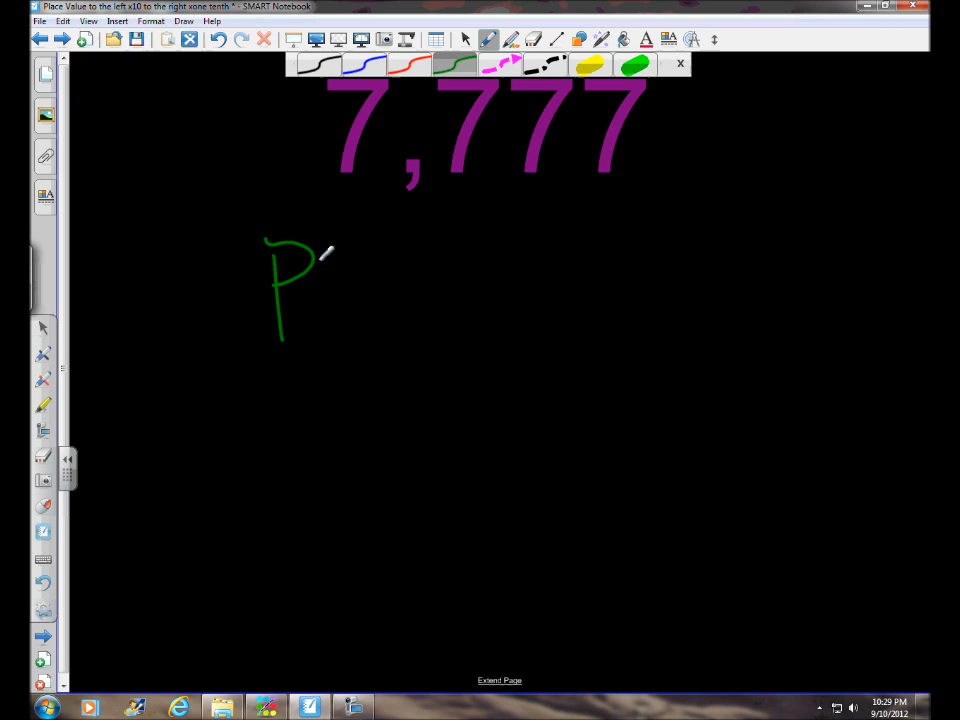 Place Value to the left x10 to the right xone tenth * - SMART Notebook
File Edit View Insert Format Draw Help
x
7,777
P
Extend Page
10:29 PM
9/10/2012